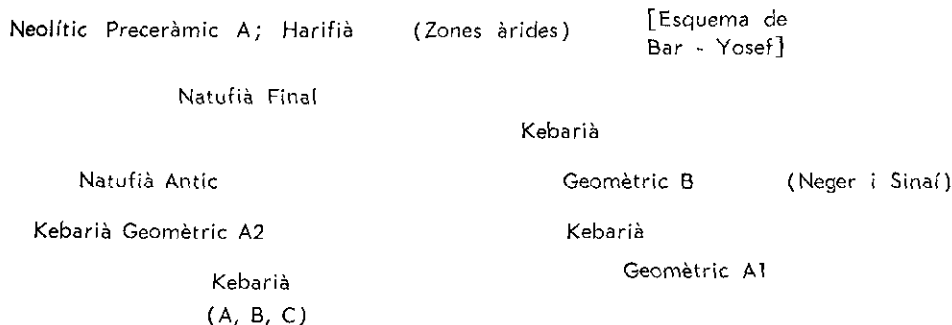 Neolític Preceràmic A; Harifià (Zones àrides) [Esquema de
Bar - Yosef]
Natufià Final
Kebarià
Natufià Antic Geomètric B (Neger i Sinaí)
Kebarià Geomètric A2 Kebarià
Geomètric A1
Kebarià
(A, B, C)